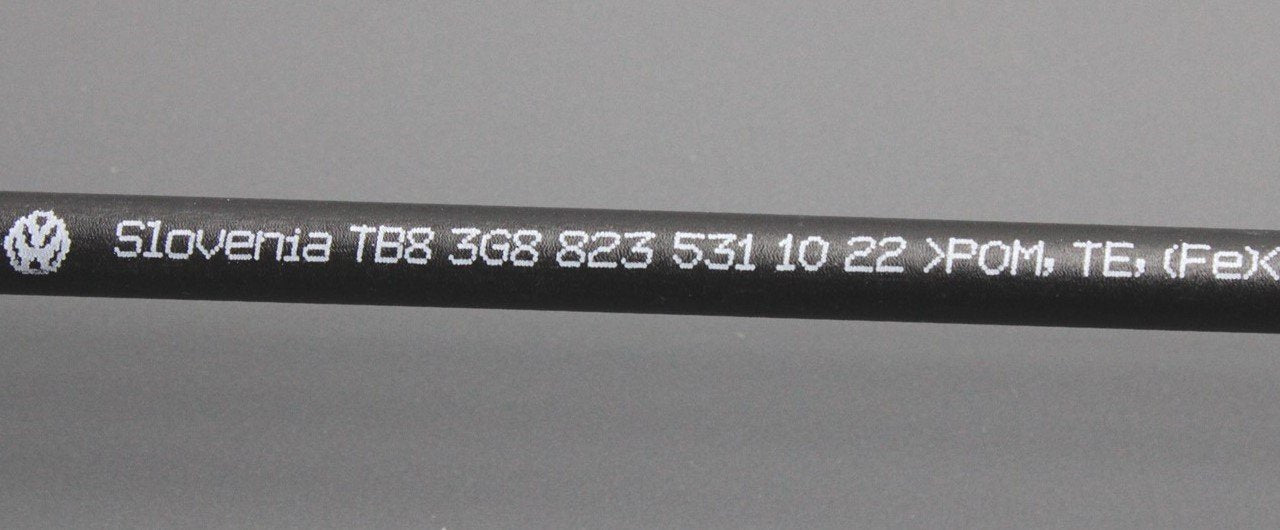 Slovenia TB8 3G8 823 531 10 22 >POM, TE, (Fe)<